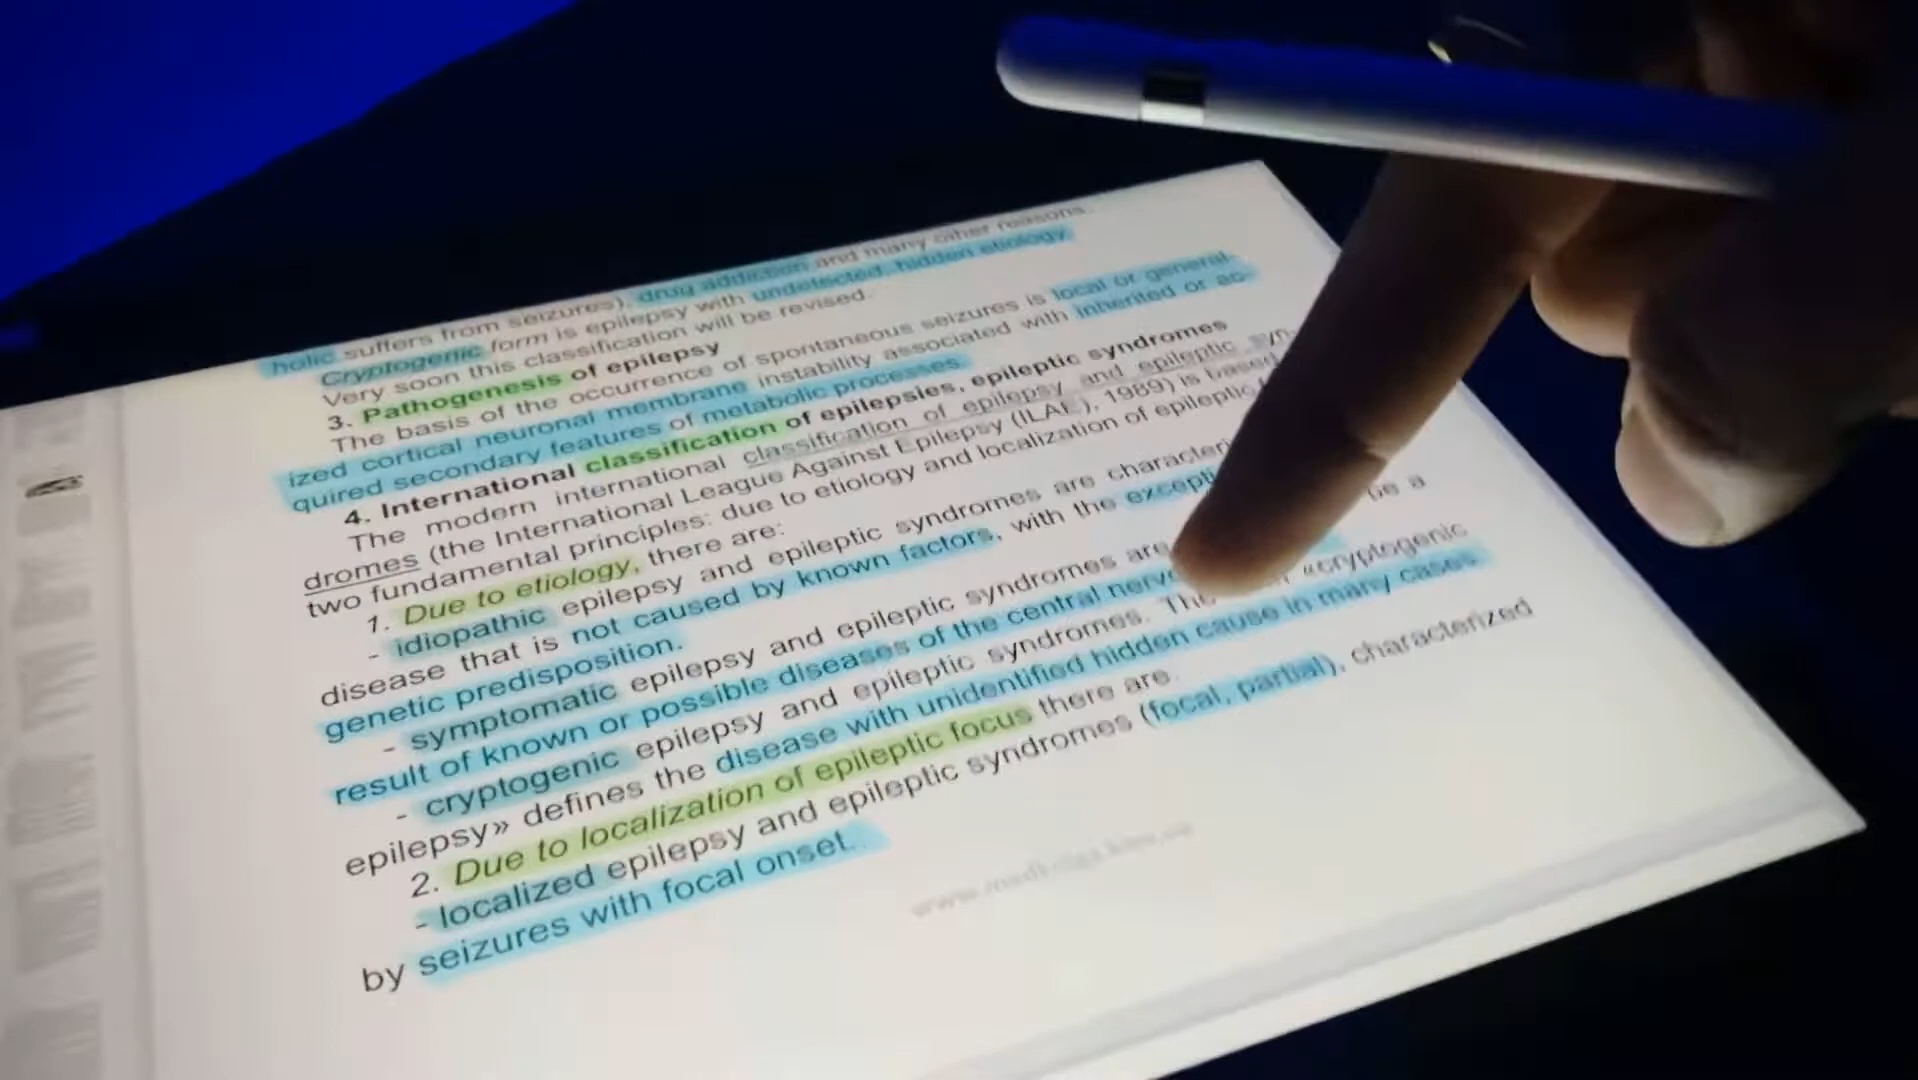 holic suffers from seizures), drug addiction and many other reasons.
Cryptogenic form is epilepsy with undetected, hidden etiology.
Very soon this classification will be revised.
3. Pathogenesis of epilepsy
The basis of the occurrence of spontaneous seizures is local or general-
ized cortical neuronal membrane instability associated with inherited or ac-
quired secondary features of metabolic processes.
4. International classification of epilepsies, epileptic syndromes
The modern international classification of epilepsy and epileptic syn-
dromes (the International League Against Epilepsy (ILAE), 1989) is based
two fundamental principles: due to etiology and localization of epileptic
1. Due to etiology, there are:
- idiopathic epilepsy and epileptic syndromes are
disease that is not caused by known factors, with the
genetic predisposition.
- symptomatic epilepsy and epileptic syndromes are be a
result of known or possible diseases of the central
- cryptogenic epilepsy and epileptic syndromes. «cryptogenic
epilepsy» defines the disease with unidentified hidden cause in many cases
2. Due to localization of epileptic focus there are:
- localized epilepsy and epileptic syndromes (focal, partial), characterized
by seizures with focal onset.